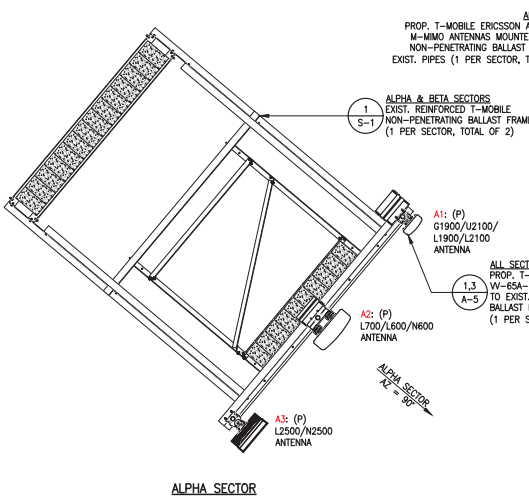 PROP. T-MOBILE ERICSSON
M-MIMO ANTENNAS MOUNTE
NON-PENETRATING BALLAST
EXIST. PIPES (1 PER SECTOR, T
ALPHA & BETA SECTORS
1
S-1
EXIST. REINFORCED T-MOBILE
NON-PENETRATING BALLAST FRAM
(1 PER SECTOR, TOTAL OF 2)
A1: (P)
G1900/U2100/
L1900/L2100
ANTENNA
ALL SECT
1,3
A-5
PROP. T-
VV-65A-
TO EXIST.
BALLAST
(1 PER S
A2: (P)
L700/L600/N600
ANTENNA
ALPHA SECTOR
AZ = 90°
A3: (P)
L2500/N2500
ANTENNA
ALPHA SECTOR